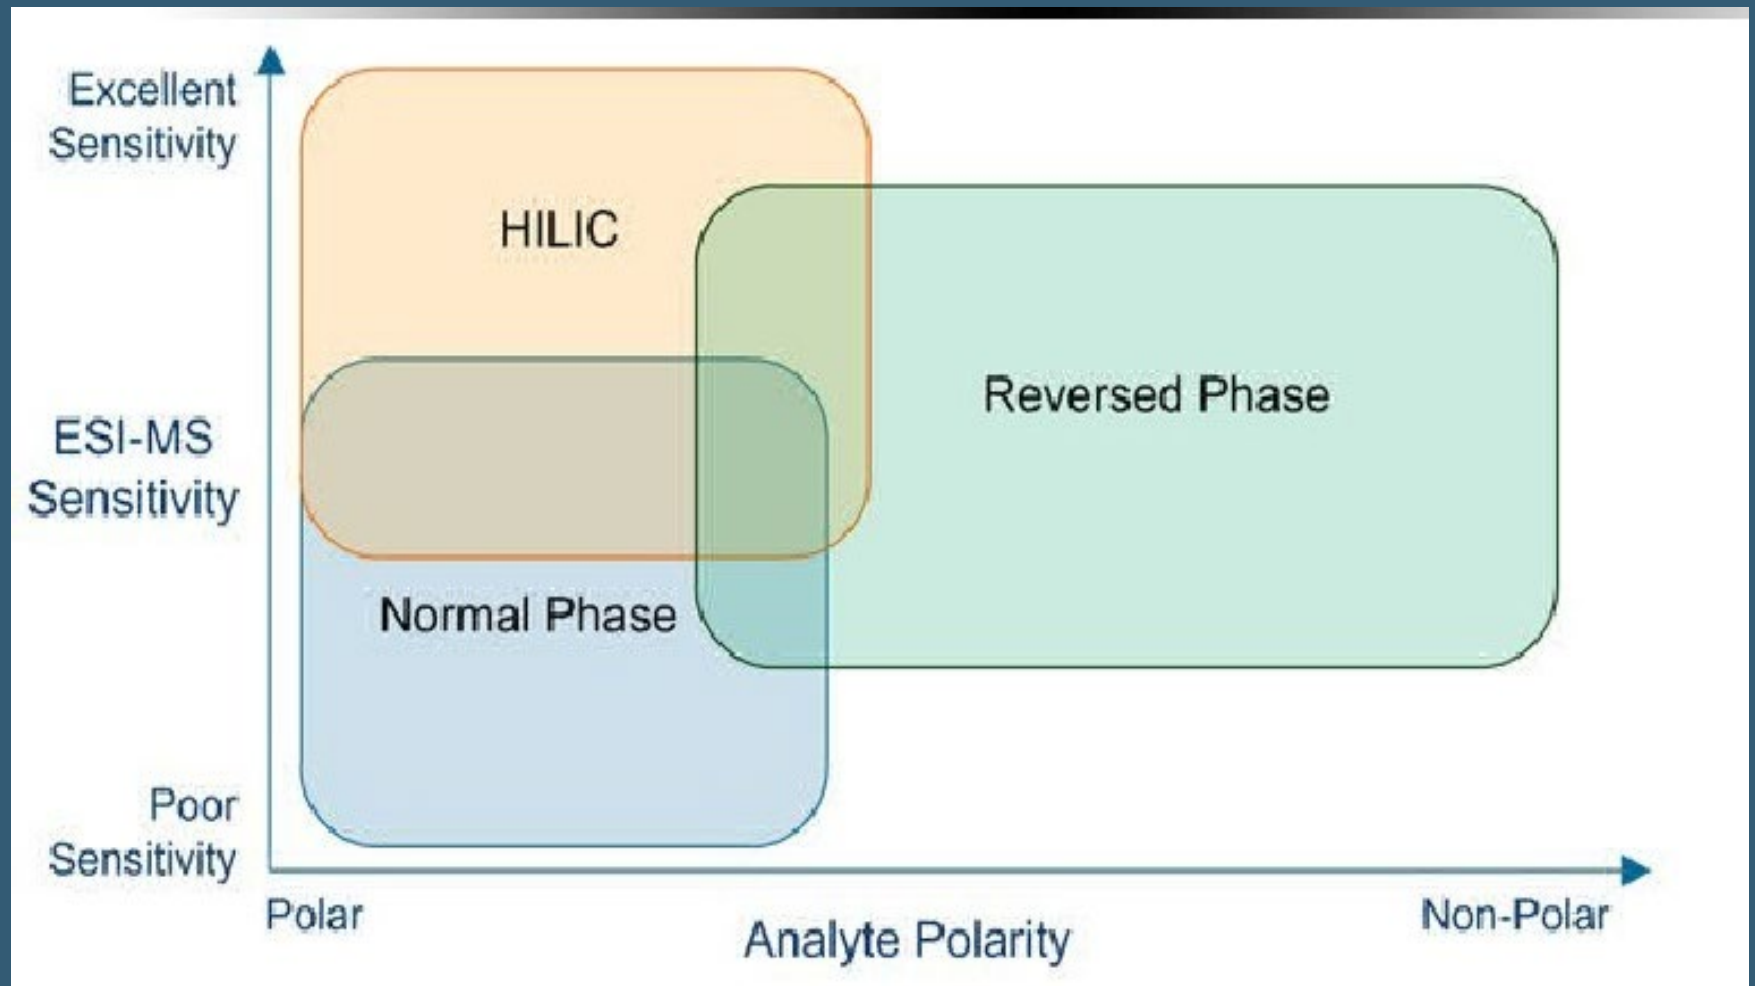 Excellent
Sensitivity
HILIC
Reversed Phase
ESI-MS
Sensitivity
Normal Phase
Poor
Sensitivity
Polar
Non-Polar
Analyte Polarity